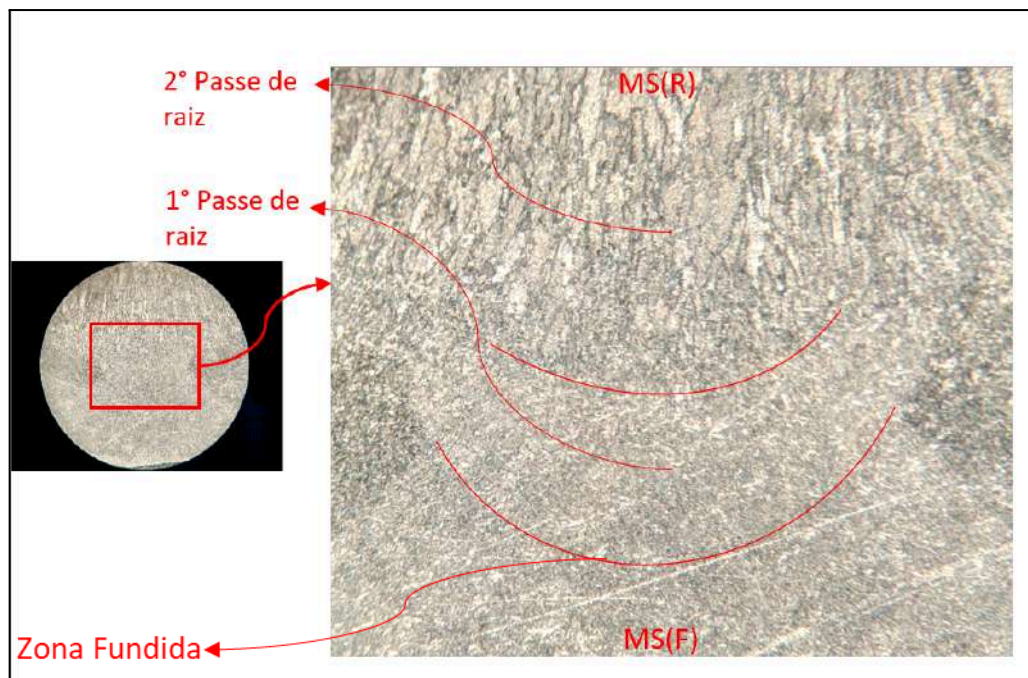 MS(R)
2° Passe de
raiz
1° Passe de
raiz
MS(F)
Zona Fundida